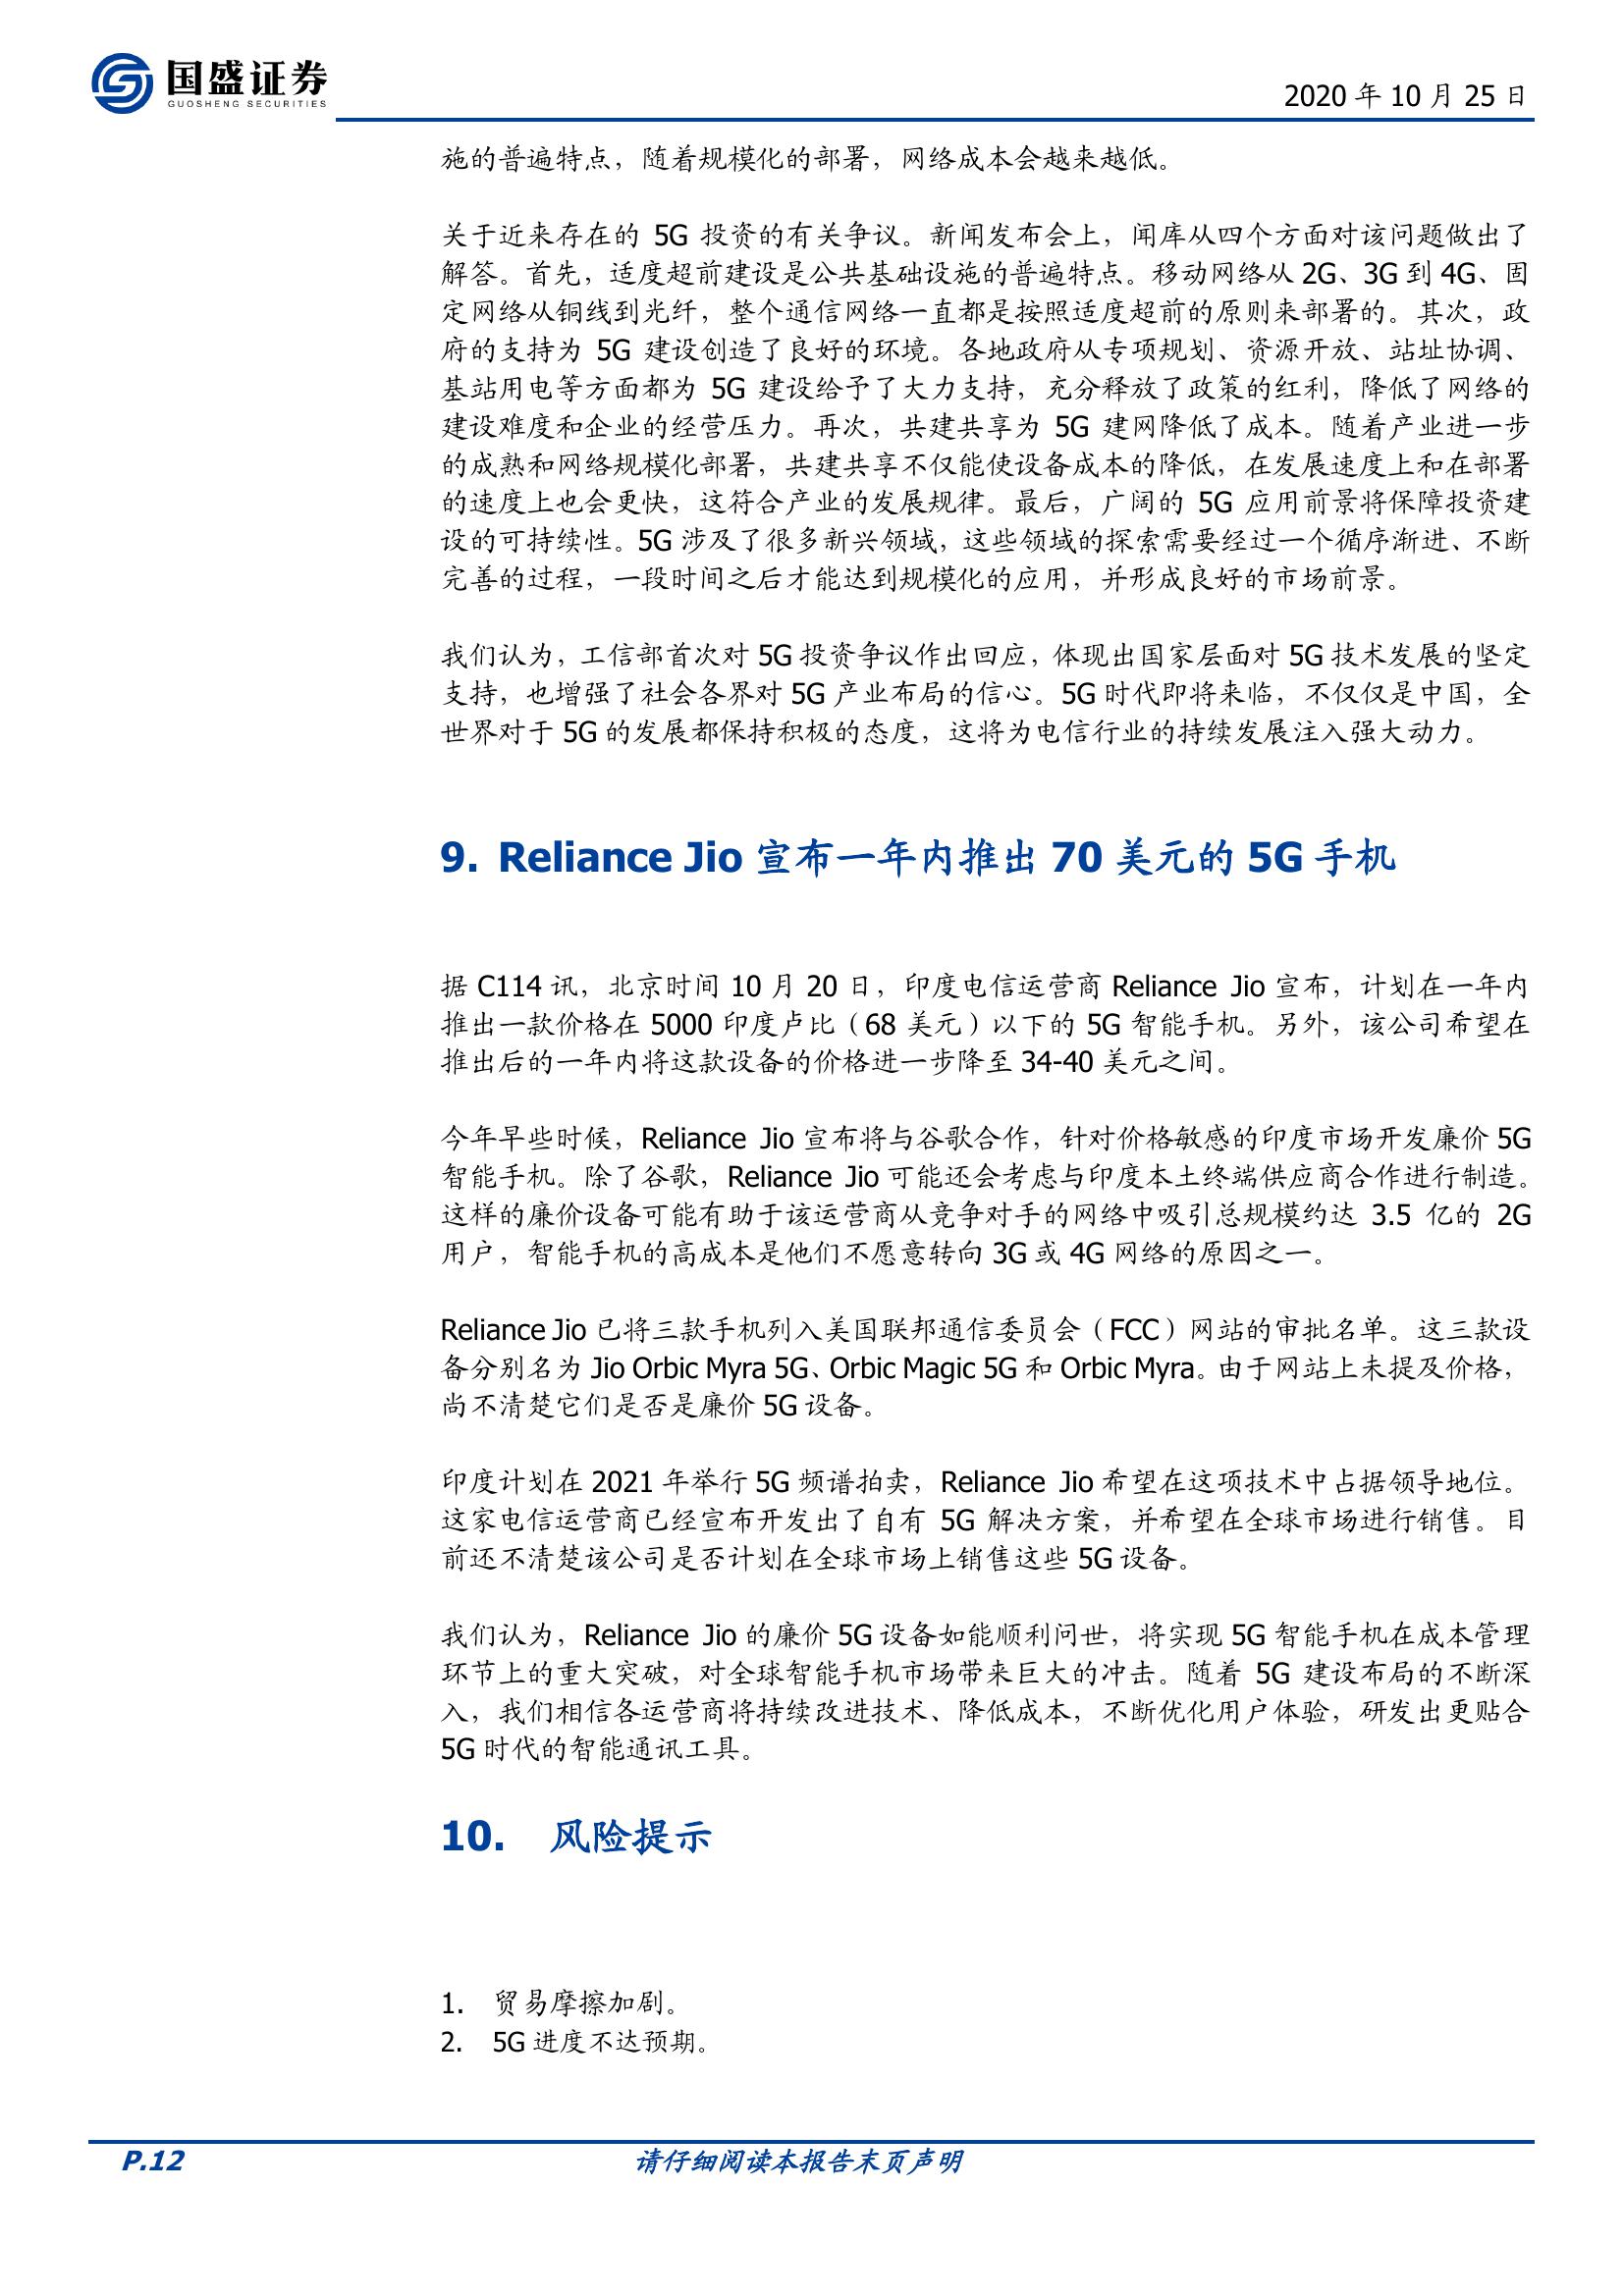 国盛证券
GUOSHENG SECURITIES
2020 年 10 月 25 日
施的普遍特点，随着规模化的部署，网络成本会越来越低。
关于近来存在的 5G 投资的有关争议。新闻发布会上，闻库从四个方面对该问题做出了
解答。首先，适度超前建设是公共基础设施的普遍特点。移动网络从 2G、3G 到 4G、固
定网络从铜线到光纤，整个通信网络一直都是按照适度超前的原则来部署的。其次，政
府的支持为 5G 建设创造了良好的环境。各地政府从专项规划、资源开放、站址协调、
基站用电等方面都为 5G 建设给予了大力支持，充分释放了政策的红利，降低了网络的
建设难度和企业的经营压力。再次，共建共享为 5G 建网降低了成本。随着产业进一步
的成熟和网络规模化部署，共建共享不仅能使设备成本的降低，在发展速度上和在部署
的速度上也会更快，这符合产业的发展规律。最后，广阔的 5G 应用前景将保障投资建
设的可持续性。5G 涉及了很多新兴领域，这些领域的探索需要经过一个循序渐进、不断
完善的过程，一段时间之后才能达到规模化的应用，并形成良好的市场前景。
我们认为，工信部首次对 5G 投资争议作出回应，体现出国家层面对 5G 技术发展的坚定
支持，也增强了社会各界对 5G 产业布局的信心。5G 时代即将来临，不仅仅是中国，全
世界对于 5G 的发展都保持积极的态度，这将为电信行业的持续发展注入强大动力。
9. Reliance Jio 宣布一年内推出 70 美元的 5G 手机
据 C114 讯，北京时间 10 月 20 日，印度电信运营商 Reliance Jio 宣布，计划在一年内
推出一款价格在 5000 印度卢比（68 美元）以下的 5G 智能手机。另外，该公司希望在
推出后的一年内将这款设备的价格进一步降至 34-40 美元之间。
今年早些时候，Reliance Jio 宣布将与谷歌合作，针对价格敏感的印度市场开发廉价 5G
智能手机。除了谷歌，Reliance Jio 可能还会考虑与印度本土终端供应商合作进行制造。
这样的廉价设备可能有助于该运营商从竞争对手的网络中吸引总规模约达 3.5 亿的 2G
用户，智能手机的高成本是他们不愿意转向 3G 或 4G 网络的原因之一。
Reliance Jio 已将三款手机列入美国联邦通信委员会（FCC）网站的审批名单。这三款设
备分别名为 Jio Orbic Myra 5G、Orbic Magic 5G 和 Orbic Myra。由于网站上未提及价格，
尚不清楚它们是否是廉价 5G 设备。
印度计划在 2021 年举行 5G 频谱拍卖，Reliance Jio 希望在这项技术中占据领导地位。
这家电信运营商已经宣布开发出了自有 5G 解决方案，并希望在全球市场进行销售。目
前还不清楚该公司是否计划在全球市场上销售这些 5G 设备。
我们认为，Reliance Jio 的廉价 5G 设备如能顺利问世，将实现 5G 智能手机在成本管理
环节上的重大突破，对全球智能手机市场带来巨大的冲击。随着 5G 建设布局的不断深
入，我们相信各运营商将持续改进技术、降低成本，不断优化用户体验，研发出更贴合
5G 时代的智能通讯工具。
10. 风险提示
1. 贸易摩擦加剧。
2. 5G 进度不达预期。
P.12
请仔细阅读本报告末页声明